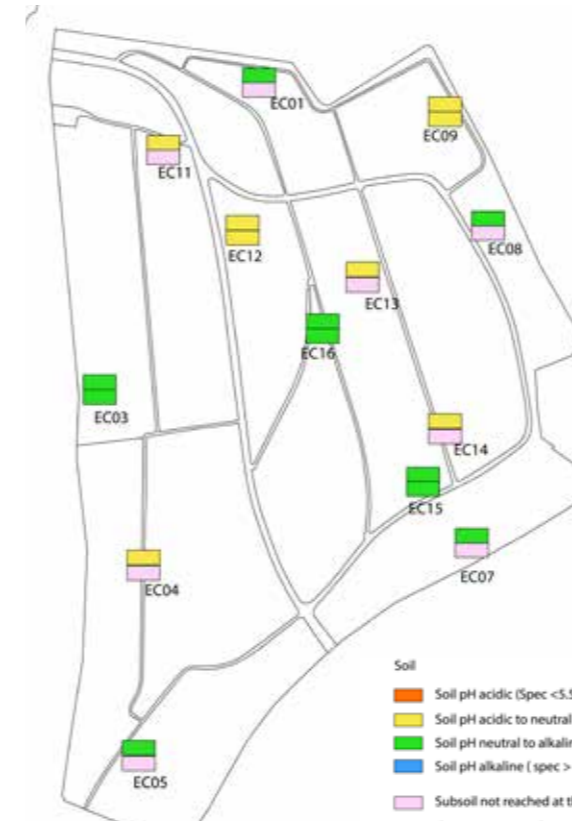 EC01
EC09
EC11
EC08
EC12
EC13
EC16
EC03
EC14
EC15
EC07
EC04
EC05
Soil
Soil pH acidic (Spec <5.5
Soil pH acidic to neutral
Soil pH neutral to alkalin
Soil pH alkaline ( spec >
Subsoil not reached at th